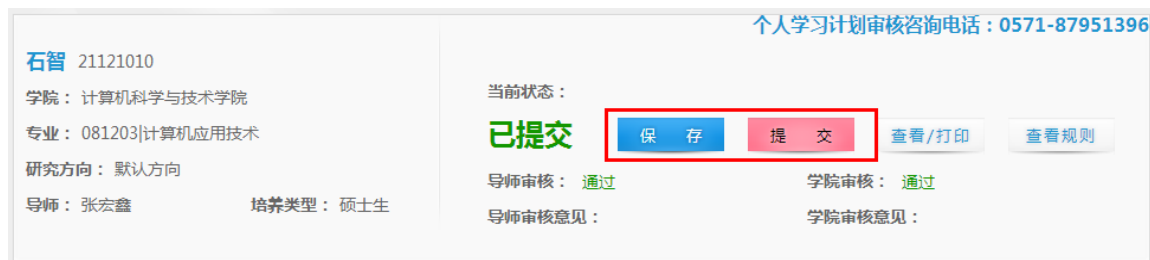 个人学习计划审核咨询电话：0571-87951396
石智 21121010
学院： 计算机科学与技术学院
专业： 081203|计算机应用技术
研究方向： 默认方向
导师： 张宏鑫 培养类型： 硕士生
当前状态：
已提交 保 存 提 交 查看/打印 查看规则
导师审核： 通过 学院审核： 通过
导师审核意见： 学院审核意见：